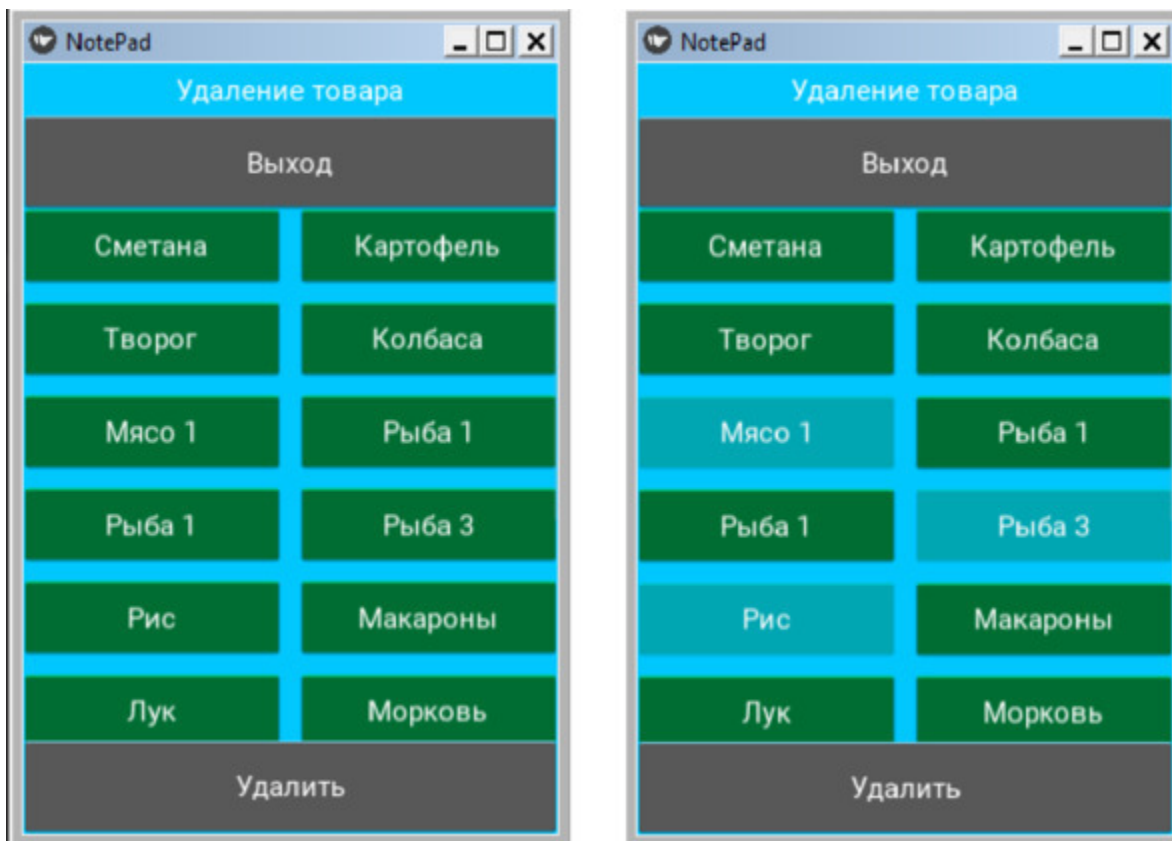 NotePad
Удаление товара
Выход
Сметана Картофель
Творог Колбаса
Мясо 1 Рыба 1
Рыба 1 Рыба 3
Рис Макароны
Лук Морковь
Удалить
NotePad
Удаление товара
Выход
Сметана Картофель
Творог Колбаса
Мясо 1 Рыба 1
Рыба 1 Рыба 3
Рис Макароны
Лук Морковь
Удалить